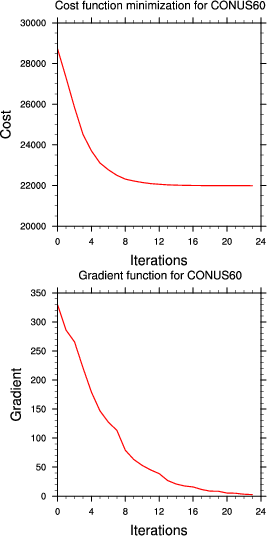 Cost function minimization for CONUS60
30000
28000
26000
24000
22000
20000
Cost
0 4 8 12 16 20 24
Iterations
Gradient function for CONUS60
350
300
250
200
150
100
50
0
Gradient
0 4 8 12 16 20 24
Iterations